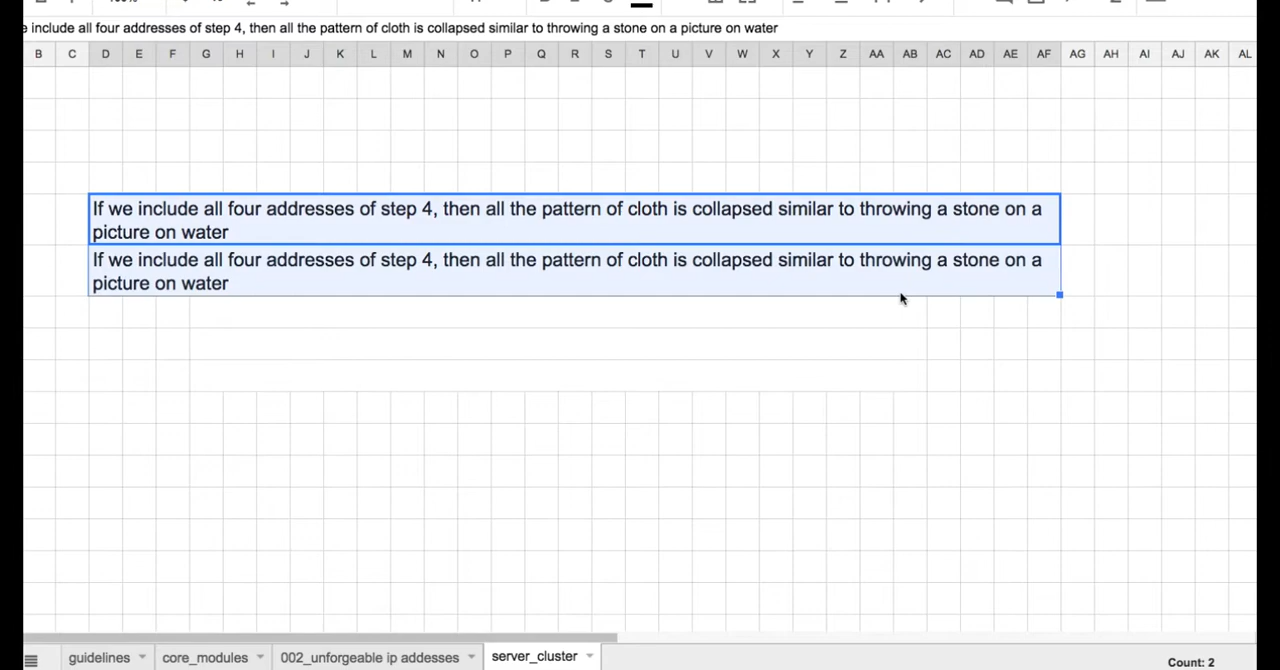 100%
e include all four addresses of step 4, then all the pattern of cloth is collapsed similar to throwing a stone on a picture on water
B C D E F G H I J K L M N O P Q R S T U V W X Y Z AA AB AC AD AE AF AG AH AI AJ AK AL
If we include all four addresses of step 4, then all the pattern of cloth is collapsed similar to throwing a stone on a
picture on water
If we include all four addresses of step 4, then all the pattern of cloth is collapsed similar to throwing a stone on a
picture on water
guidelines core_modules 002_unforgeable ip addesses server_cluster Count: 2